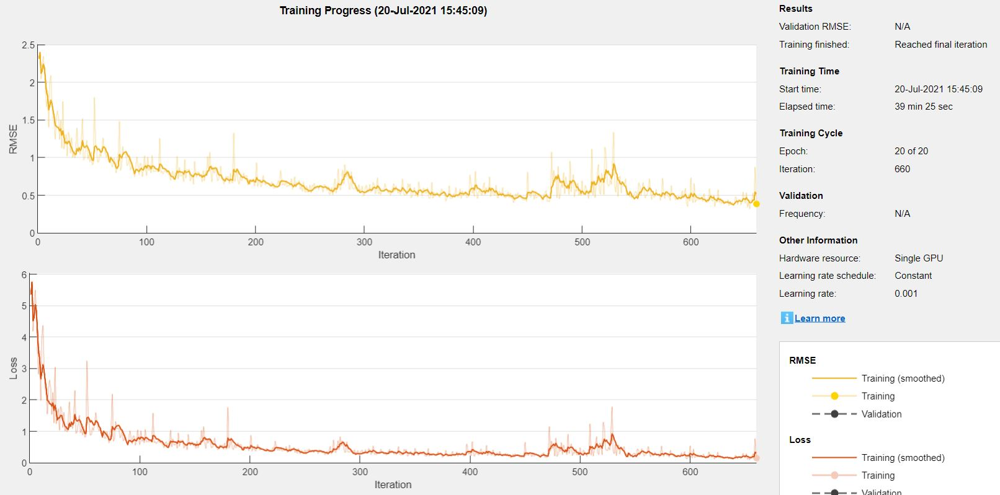 Training Progress (20-Jul-2021 15:45:09)
2.5
2
1.5
1
0.5
0
RMSE
0 100 200 300 400 500 600
Iteration
6
5
4
3
2
1
0
Loss
0 100 200 300 400 500 600
Iteration
Results
Validation RMSE: N/A
Training finished: Reached final iteration
Training Time
Start time: 20-Jul-2021 15:45:09
Elapsed time: 39 min 25 sec
Training Cycle
Epoch: 20 of 20
Iteration: 660
Validation
Frequency: N/A
Other Information
Hardware resource: Single GPU
Learning rate schedule: Constant
Learning rate: 0.001
i Learn more
RMSE
Training (smoothed)
Training
Validation
Loss
Training (smoothed)
Training
Validation